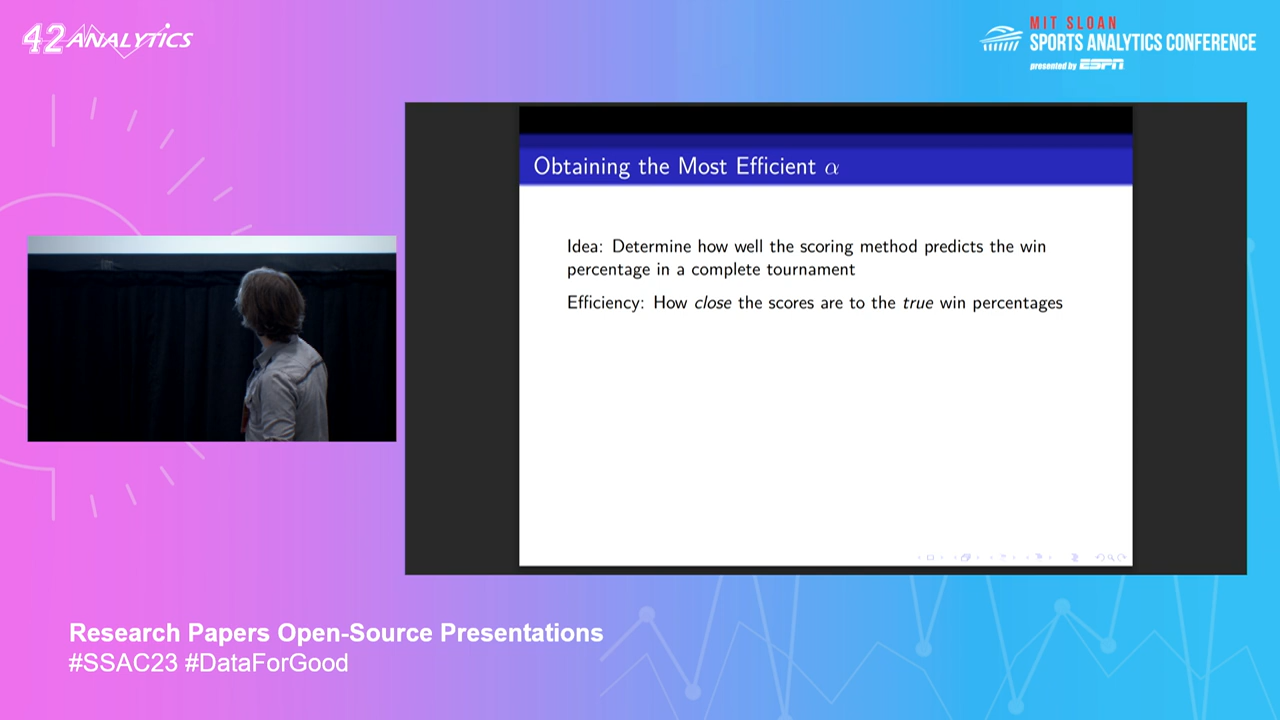 42 ANALYTICS
MIT SLOAN
SPORTS ANALYTICS CONFERENCE
presented by ESPN
Obtaining the Most Efficient α
Idea: Determine how well the scoring method predicts the win
percentage in a complete tournament
Efficiency: How close the scores are to the true win percentages
Research Papers Open-Source Presentations
#SSAC23 #DataForGood